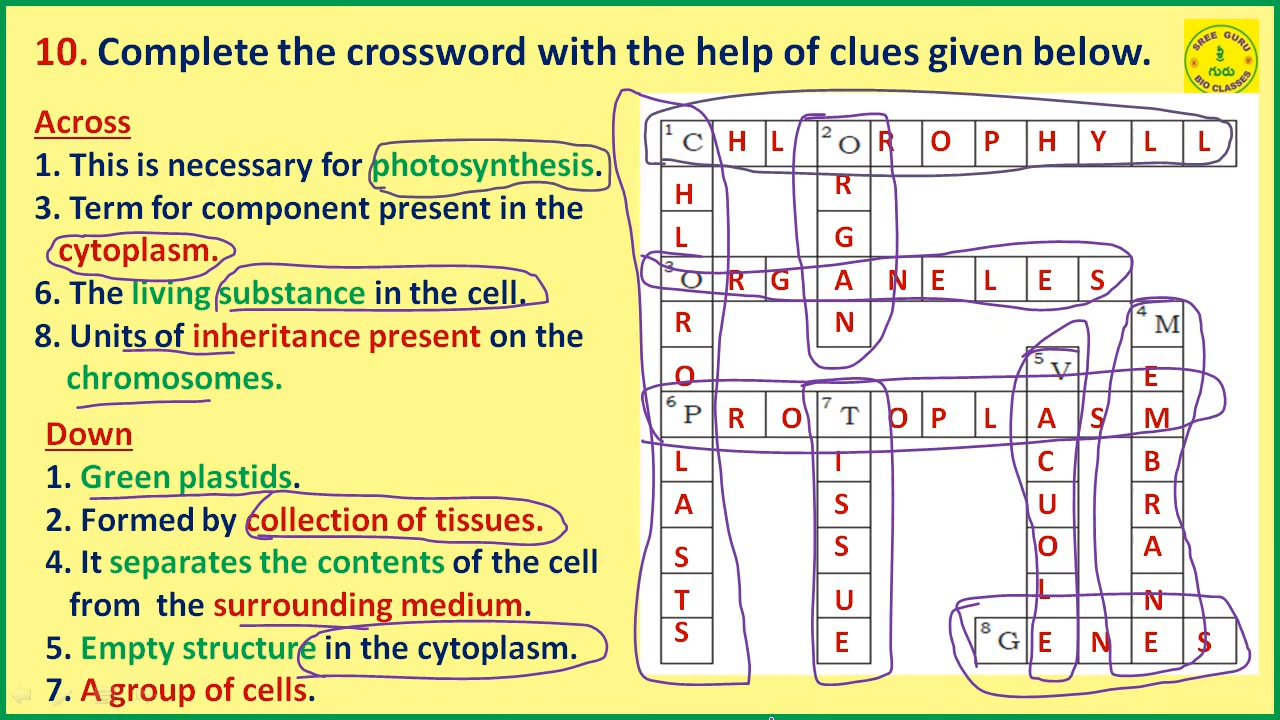 10. Complete the crossword with the help of clues given below.
SREE GURU
శ్రీ
గురు
BIO CLASSES
Across
1. This is necessary for photosynthesis.
3. Term for component present in the
cytoplasm.
6. The living substance in the cell.
8. Units of inheritance present on the
chromosomes.
Down
1. Green plastids.
2. Formed by collection of tissues.
4. It separates the contents of the cell
from the surrounding medium.
5. Empty structure in the cytoplasm.
7. A group of cells.
1 C H L 2 O R O P H Y L L
H R
L G
3 O R G A N E L E S
R N 4 M
O 5 V E
6 P R O 7 T O P L A S M
L I C B
A S U R
S S O A
T U L N
S E 8 G E N E S